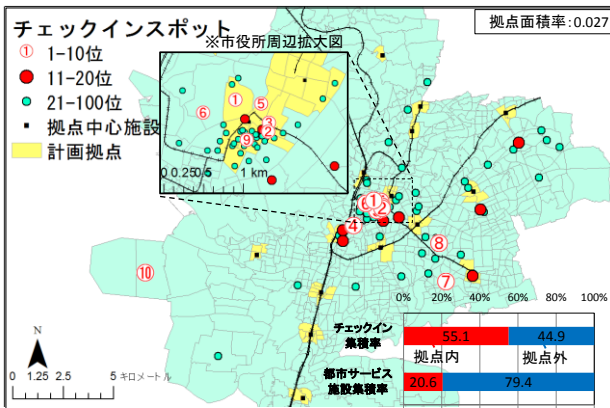 チェックインスポット
① 1-10位
11-20位
21-100位
拠点中心施設
計画拠点
※市役所周辺拡大図
拠点面積率:0.027
⑥ ① ⑤
③
②
⑨
0 0.25 0.5 1 km
⑥ ① ②
④
⑧
⑦
⑩
0% 20% 40% 60% 80% 100%
チェックイン
集積率
55.1 44.9
拠点内 拠点外
都市サービス
施設集積率
20.6 79.4
N
0 1.25 2.5 5 キロメートル